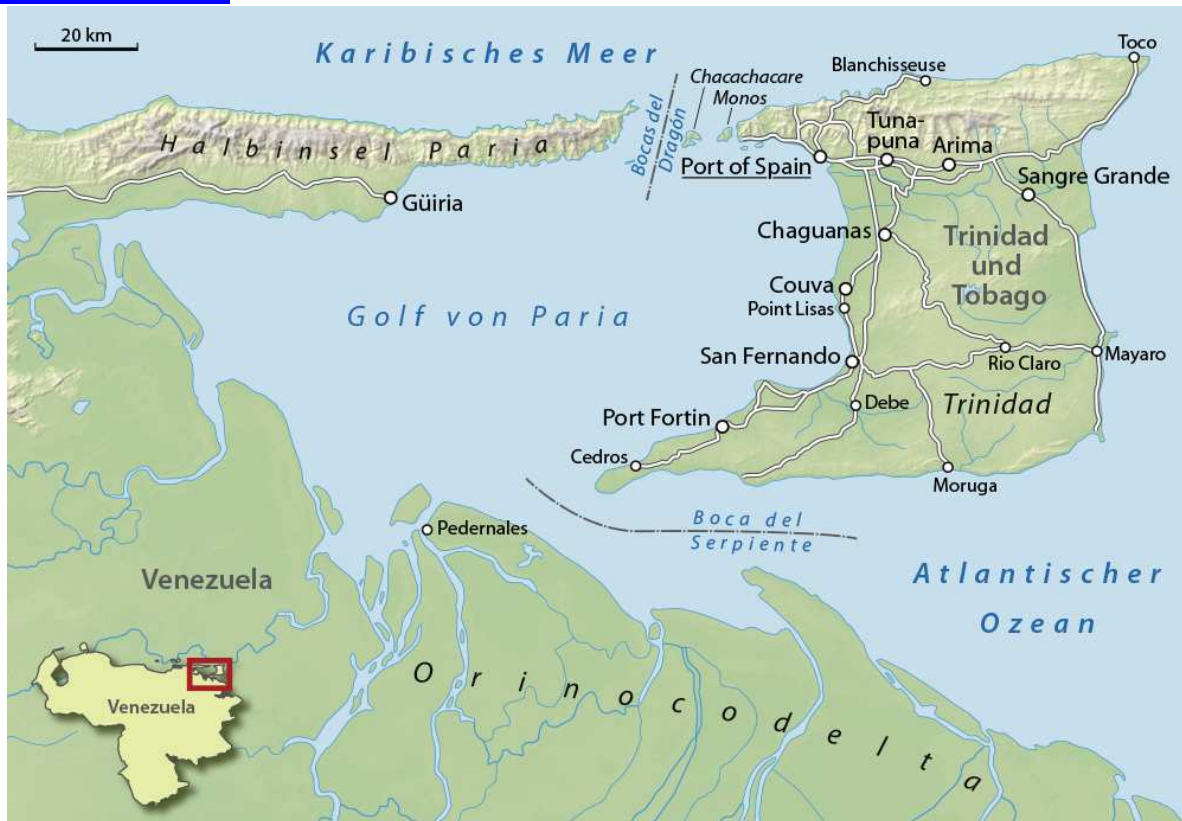 20 km
Karibisches Meer
Toco
Blanchisseuse
Chacachacare
Monos
Bocas del
Dragón
Halbinsel Paria
Tuna-
puna
Arima
Port of Spain
Sangre Grande
Güiria
Chaguanas
Trinidad
und
Tobago
Couva
Point Lisas
Golf von Paria
San Fernando
Rio Claro
Mayaro
Port Fortin
Debe
Trinidad
Cedros
Moruga
Pedernales
Boca del
Serpiente
Venezuela
Atlantischer
Ozean
Orinocodelta
Venezuela